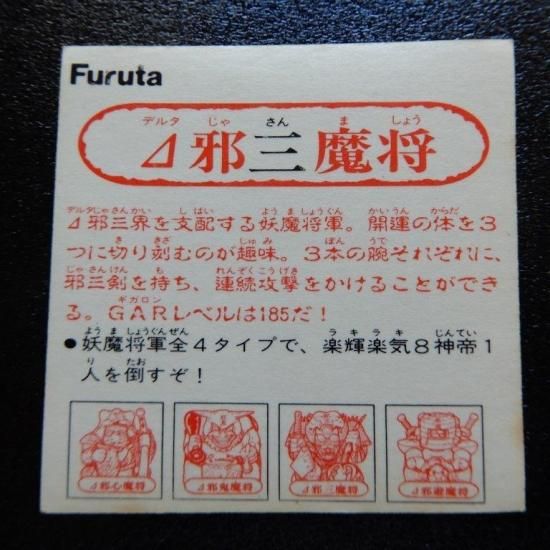 Furuta
デルタ じゃ さん ま しょう
⊿邪三魔将
デルタじゃさんかい し はい よう ま しょうぐん かいうん からだ
⊿邪三界を支配する妖魔将軍。開運の体を3
き きざ しゅみ ぼん うで
つに切り刻むのが趣味。3本の腕それぞれに、
じゃさんけん も れんぞくこうげき
邪三剣を持ち、連続攻撃をかけることができ
ギガロン
る。GARレベルは185だ!
よう ま しょうぐんぜん ラ キ ラ キ じんてい
●妖魔将軍全4タイプで、楽輝楽気8神帝1
り たお
人を倒すぞ!
⊿邪心魔将 ⊿邪鬼魔将 ⊿邪三魔将 ⊿邪遊魔将